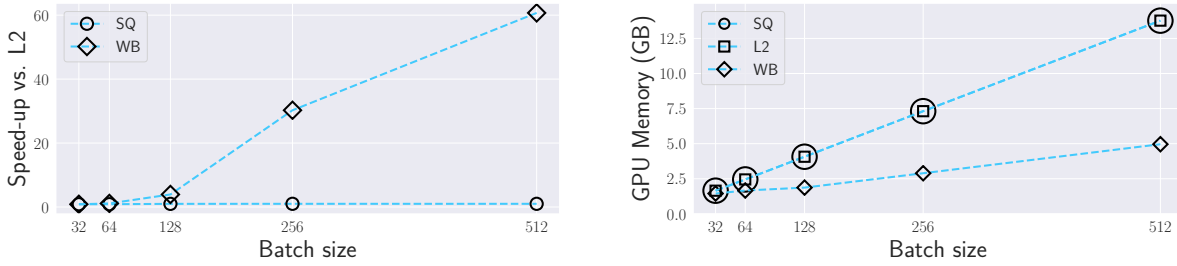 Speed-up vs. L2
60
40
20
0
SQ
WB
32
64
128
256
512
Batch size
GPU Memory (GB)
12.5
10.0
7.5
5.0
2.5
0.0
SQ
L2
WB
32
64
128
256
512
Batch size